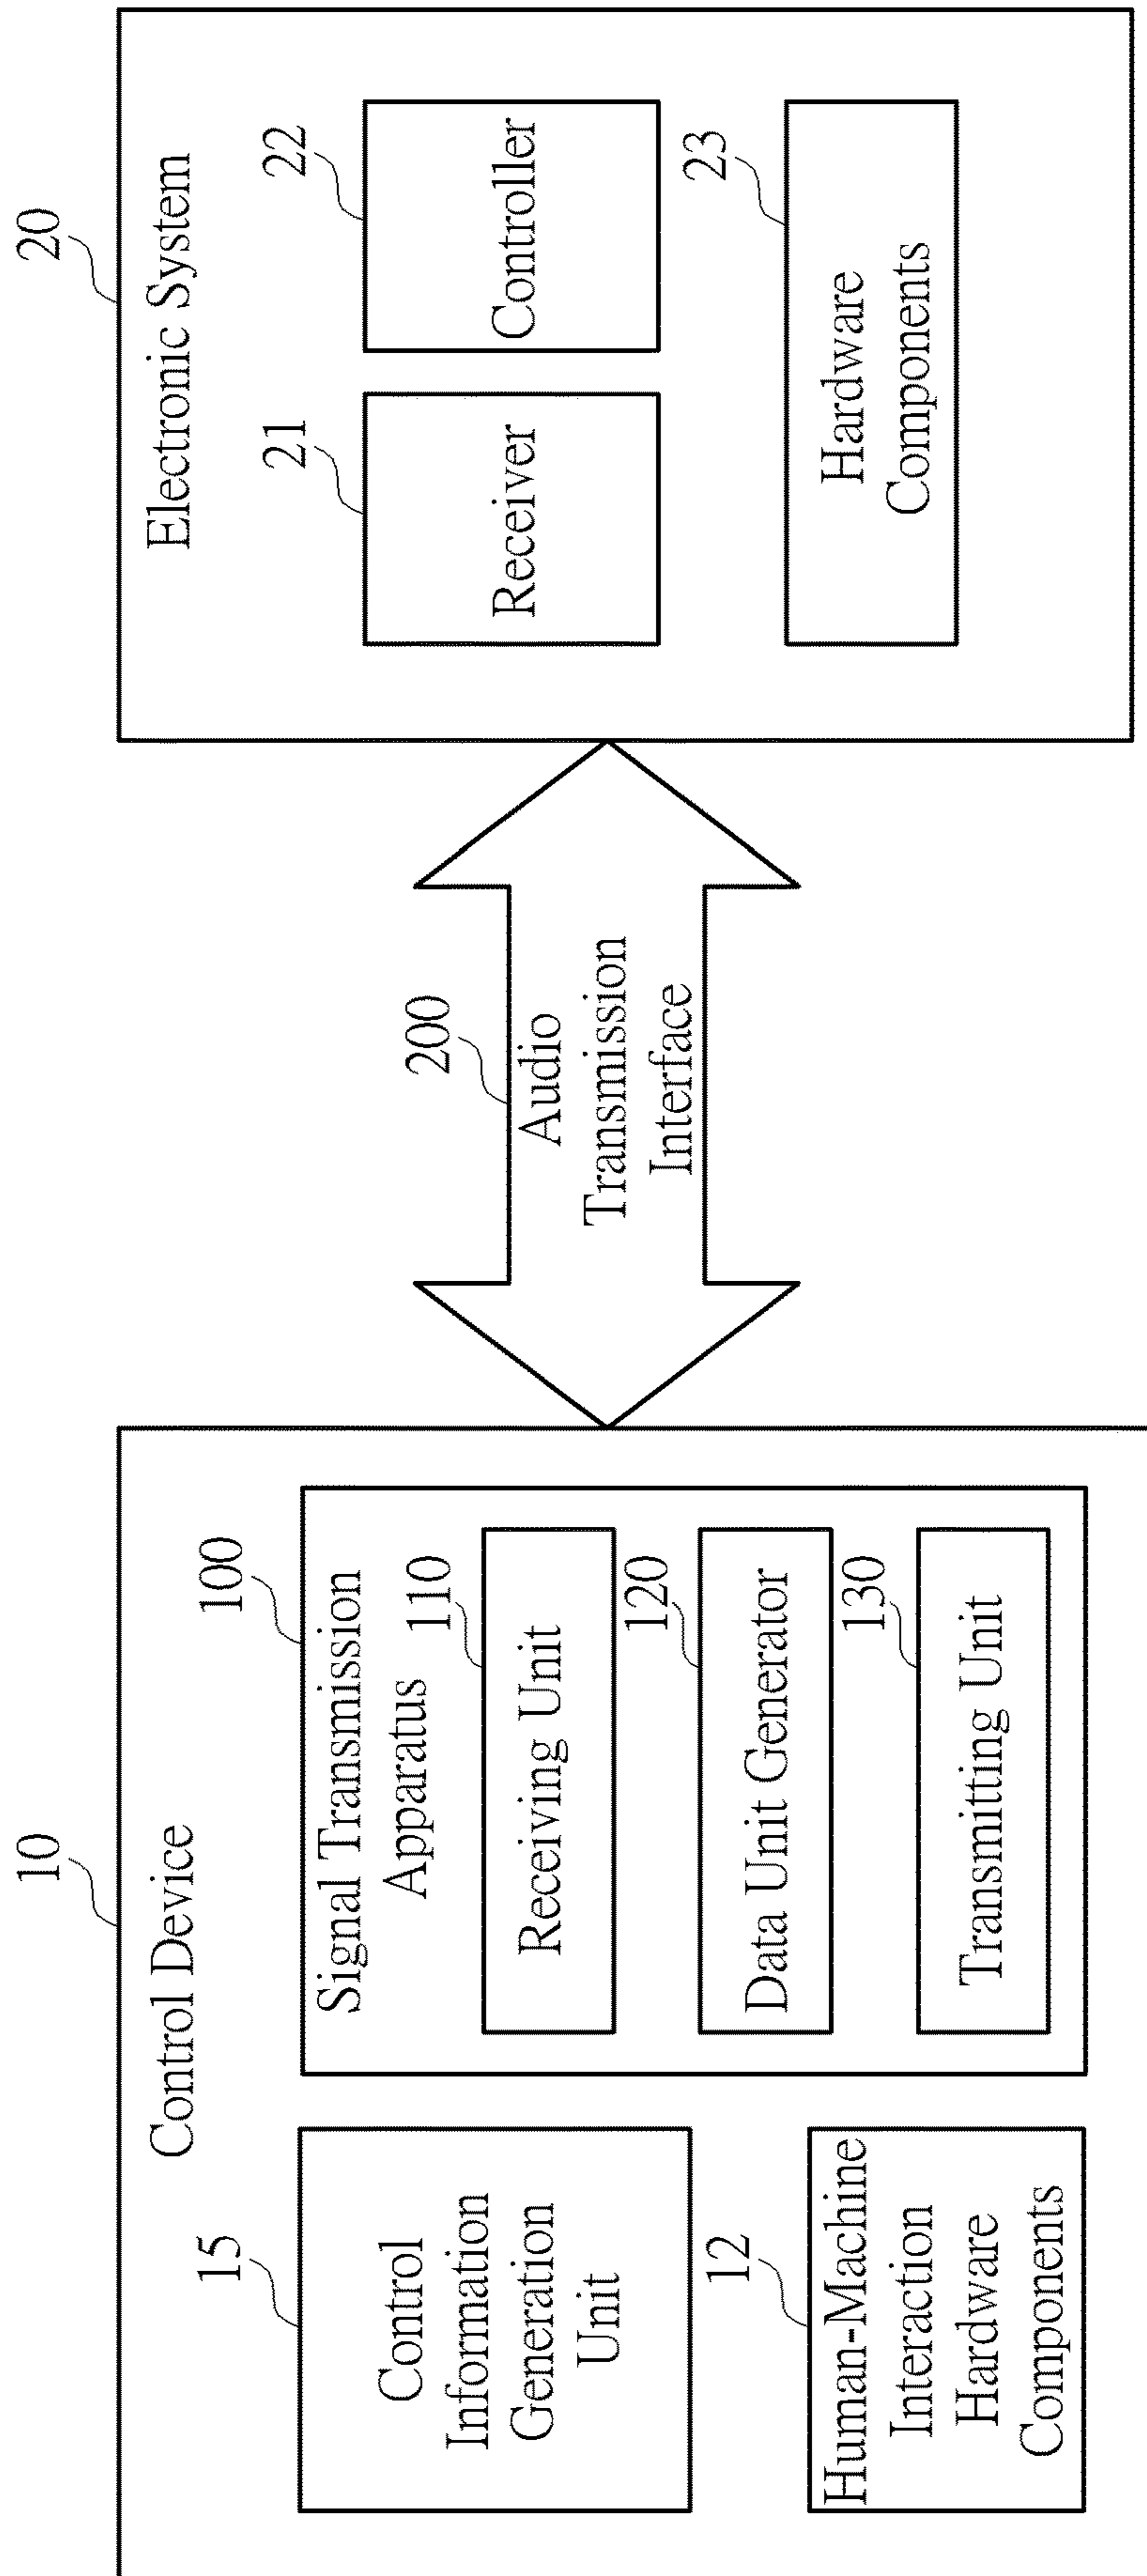 10
Control Device
15
Control
Information
Generation
Unit
12
Human-Machine
Interaction
Hardware
Components
100
Signal Transmission
Apparatus
110
Receiving Unit
120
Data Unit Generator
130
Transmitting Unit
200
Audio
Transmission
Interface
20
Electronic System
21
Receiver
22
Controller
23
Hardware
Components